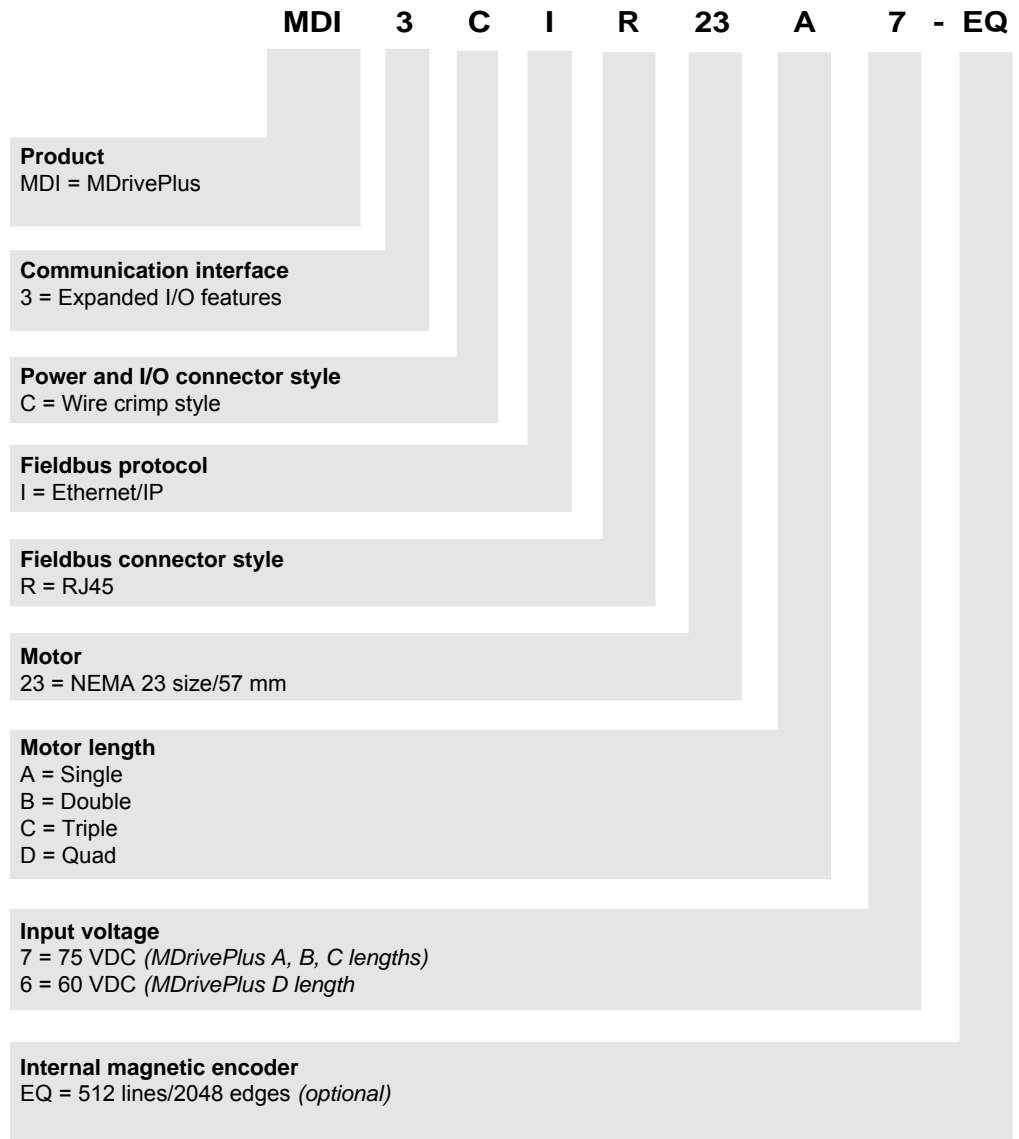 MDI 3 C I R 23 A 7 - EQ
Product
MDI = MDrivePlus
Communication interface
3 = Expanded I/O features
Power and I/O connector style
C = Wire crimp style
Fieldbus protocol
I = Ethernet/IP
Fieldbus connector style
R = RJ45
Motor
23 = NEMA 23 size/57 mm
Motor length
A = Single
B = Double
C = Triple
D = Quad
Input voltage
7 = 75 VDC (MDrivePlus A, B, C lengths)
6 = 60 VDC (MDrivePlus D length
Internal magnetic encoder
EQ = 512 lines/2048 edges (optional)